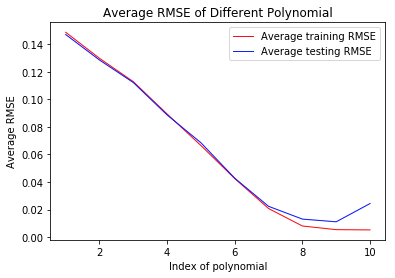 Average RMSE of Different Polynomial
Average training RMSE
Average testing RMSE
Average RMSE
0.14
0.12
0.10
0.08
0.06
0.04
0.02
0.00
2 4 6 8 10
Index of polynomial